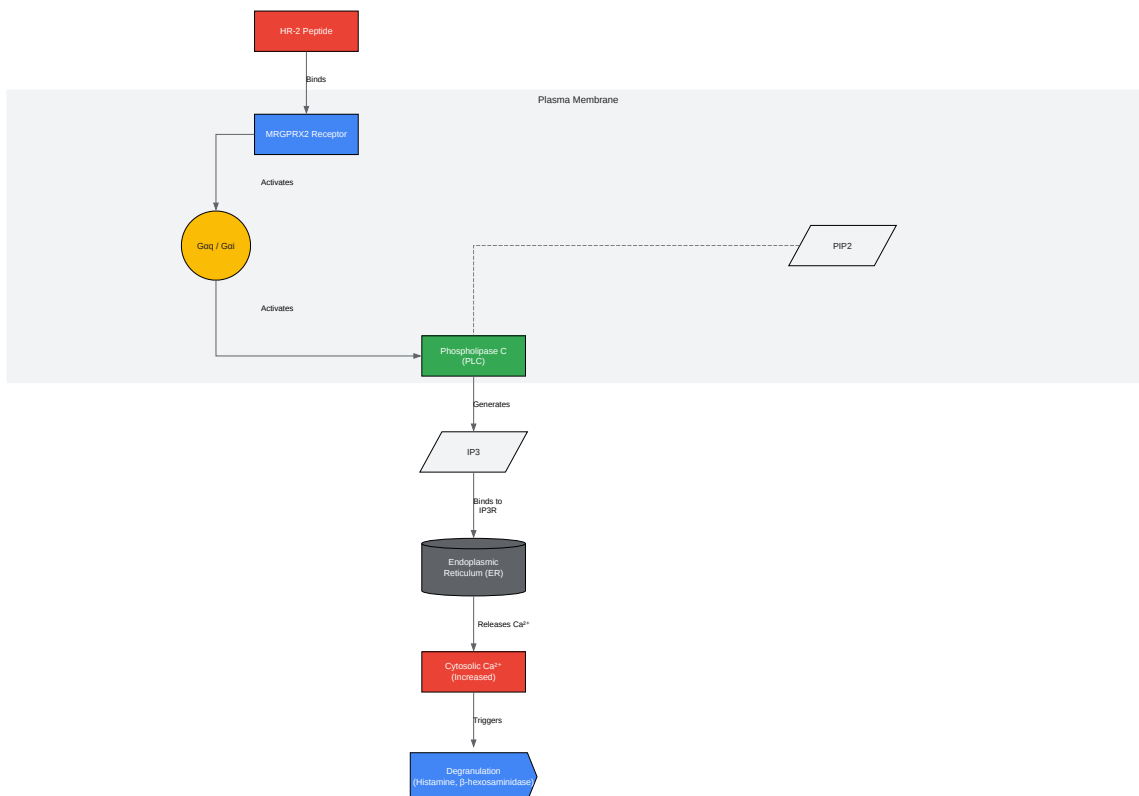 HR-2 Peptide
Binds
Plasma Membrane
MRGPRX2 Receptor
Activates
Gαq / Gαi
PIP2
Activates
Phospholipase C
(PLC)
Generates
IP3
Binds to
IP3R
Endoplasmic
Reticulum (ER)
Releases Ca²⁺
Cytosolic Ca²⁺
(Increased)
Triggers
Degranulation
(Histamine, β-hexosaminidase)